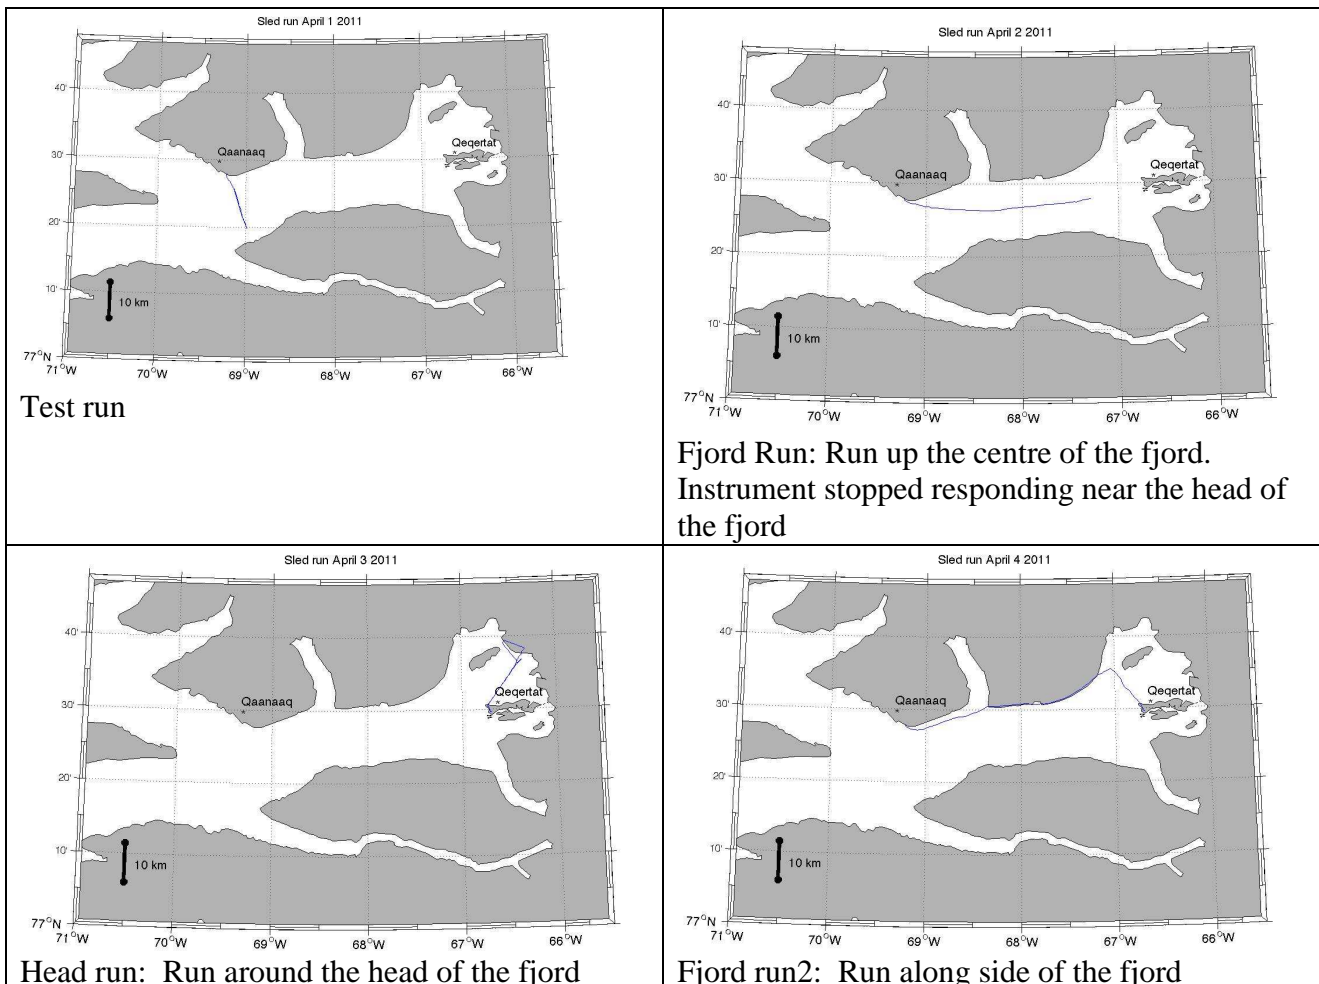 Sled run April 1 2011
40'
Qaanaaq
Qeqertat
30'
20'
10'
10 km
77°N
71°W 70°W 69°W 68°W 67°W 66°W
Test run
Sled run April 2 2011
40'
Qaanaaq
Qeqertat
30'
20'
10'
10 km
77°N
71°W 70°W 69°W 68°W 67°W 66°W
Fjord Run: Run up the centre of the fjord.
Instrument stopped responding near the head of
the fjord
Sled run April 3 2011
40'
Qaanaaq
Qeqertat
30'
20'
10'
10 km
77°N
71°W 70°W 69°W 68°W 67°W 66°W
Head run: Run around the head of the fjord
Sled run April 4 2011
40'
Qaanaaq
Qeqertat
30'
20'
10'
10 km
77°N
71°W 70°W 69°W 68°W 67°W 66°W
Fjord run2: Run along side of the fjord